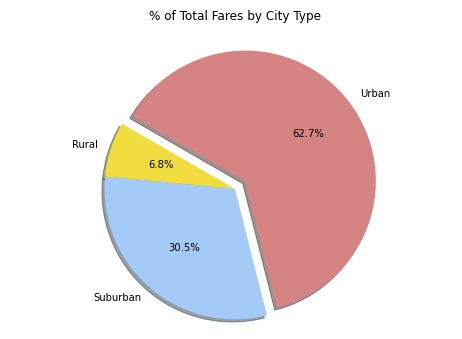 % of Total Fares by City Type
Urban
62.7%
Rural
6.8%
30.5%
Suburban